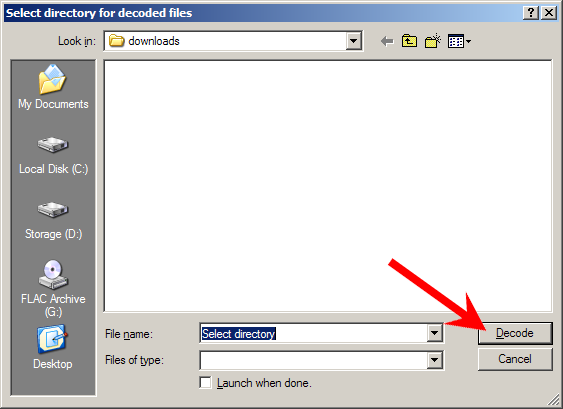 Select directory for decoded files
Look in:
downloads
My Documents
Local Disk (C:)
Storage (D:)
FLAC Archive
(G:)
Desktop
File name:
Select directory
Decode
Files of type:
Cancel
Launch when done.